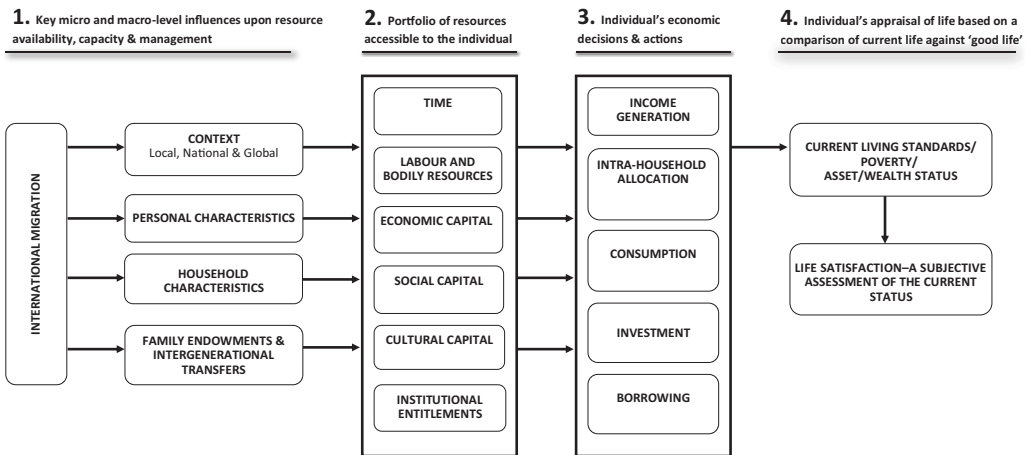 1. Key micro and macro-level influences upon resource
availability, capacity & management
2. Portfolio of resources
accessible to the individual
3. Individual's economic
decisions & actions
4. Individual's appraisal of life based on a
comparison of current life against 'good life'
INTERNATIONAL MIGRATION
CONTEXT
Local, National & Global
PERSONAL CHARACTERISTICS
HOUSEHOLD
CHARACTERISTICS
FAMILY ENDOWMENTS &
INTERGENERATIONAL
TRANSFERS
TIME
LABOUR AND
BODILY RESOURCES
ECONOMIC CAPITAL
SOCIAL CAPITAL
CULTURAL CAPITAL
INSTITUTIONAL
ENTITLEMENTS
INCOME
GENERATION
INTRA-HOUSEHOLD
ALLOCATION
CONSUMPTION
INVESTMENT
BORROWING
CURRENT LIVING STANDARDS/
POVERTY/
ASSET/WEALTH STATUS
LIFE SATISFACTION–A SUBJECTIVE
ASSESSMENT OF THE CURRENT
STATUS